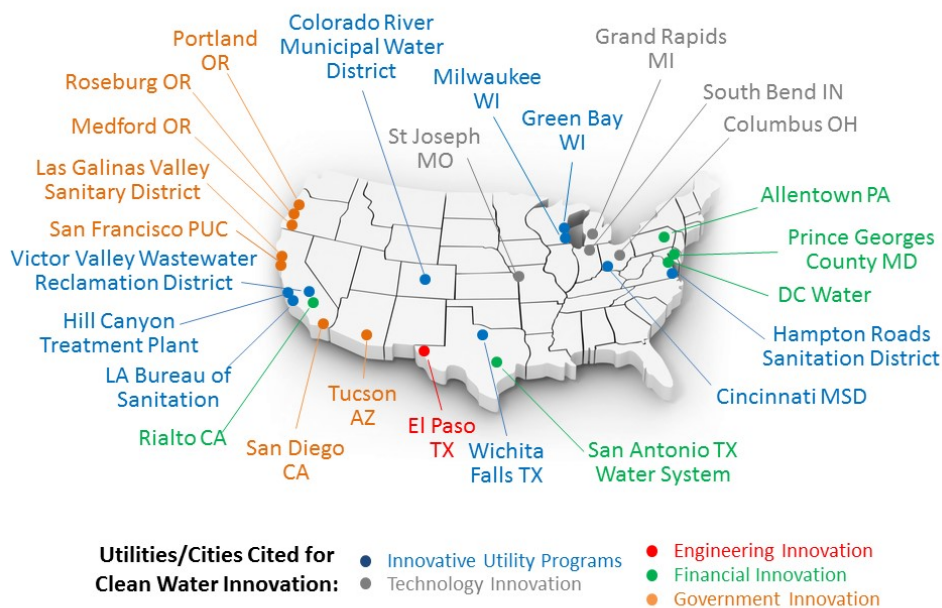 Portland
OR
Roseburg OR
Medford OR
Las Galinas Valley
Sanitary District
San Francisco PUC
Victor Valley Wastewater
Reclamation District
Hill Canyon
Treatment Plant
LA Bureau of
Sanitation
Rialto CA
San Diego
CA
Tucson
AZ
El Paso
TX
Wichita
Falls TX
San Antonio TX
Water System
Colorado River
Municipal Water
District
St Joseph
MO
Milwaukee
WI
Green Bay
WI
Grand Rapids
MI
South Bend IN
Columbus OH
Allentown PA
Prince Georges
County MD
DC Water
Hampton Roads
Sanitation District
Cincinnati MSD
Utilities/Cities Cited for
Clean Water Innovation:
Innovative Utility Programs
Technology Innovation
Engineering Innovation
Financial Innovation
Government Innovation